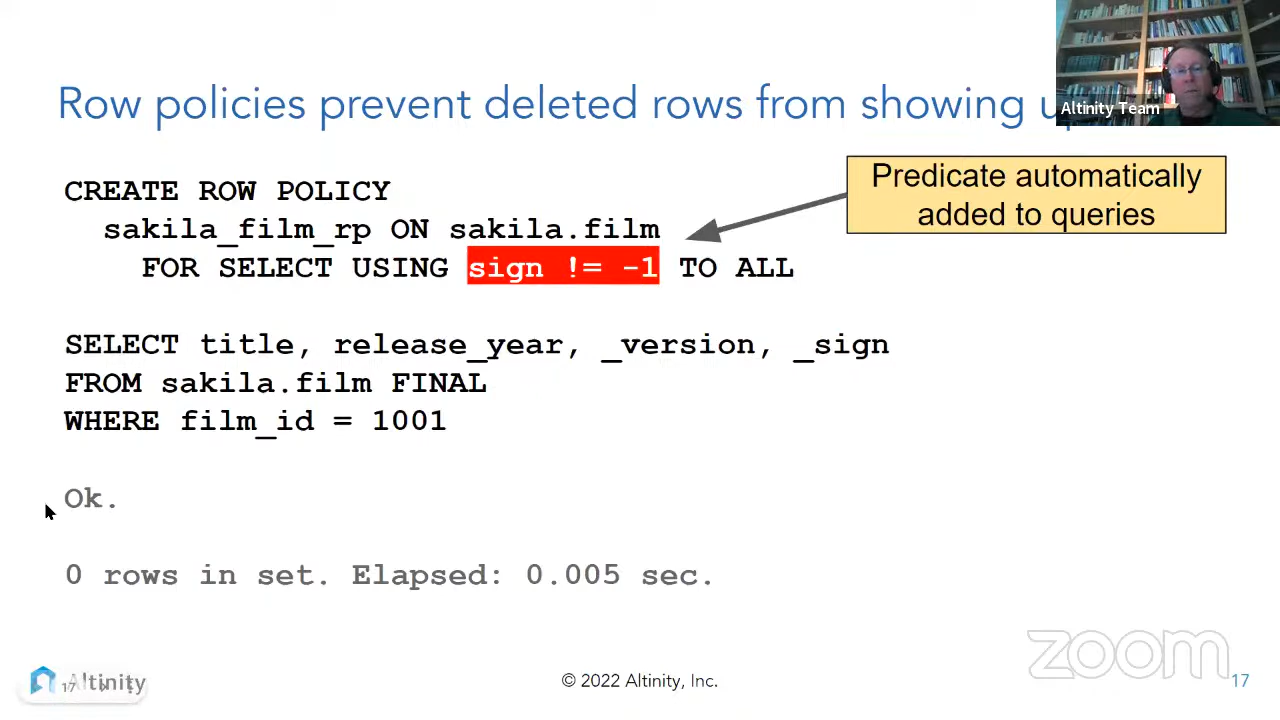 Row policies prevent deleted rows from showing up
Altinity Team
CREATE ROW POLICY
sakila_film_rp ON sakila.film
FOR SELECT USING sign != -1 TO ALL
Predicate automatically
added to queries
SELECT title, release_year, _version, _sign
FROM sakila.film FINAL
WHERE film_id = 1001
Ok.
0 rows in set. Elapsed: 0.005 sec.
zoom
Altinity
17
© 2022 Altinity, Inc.
17